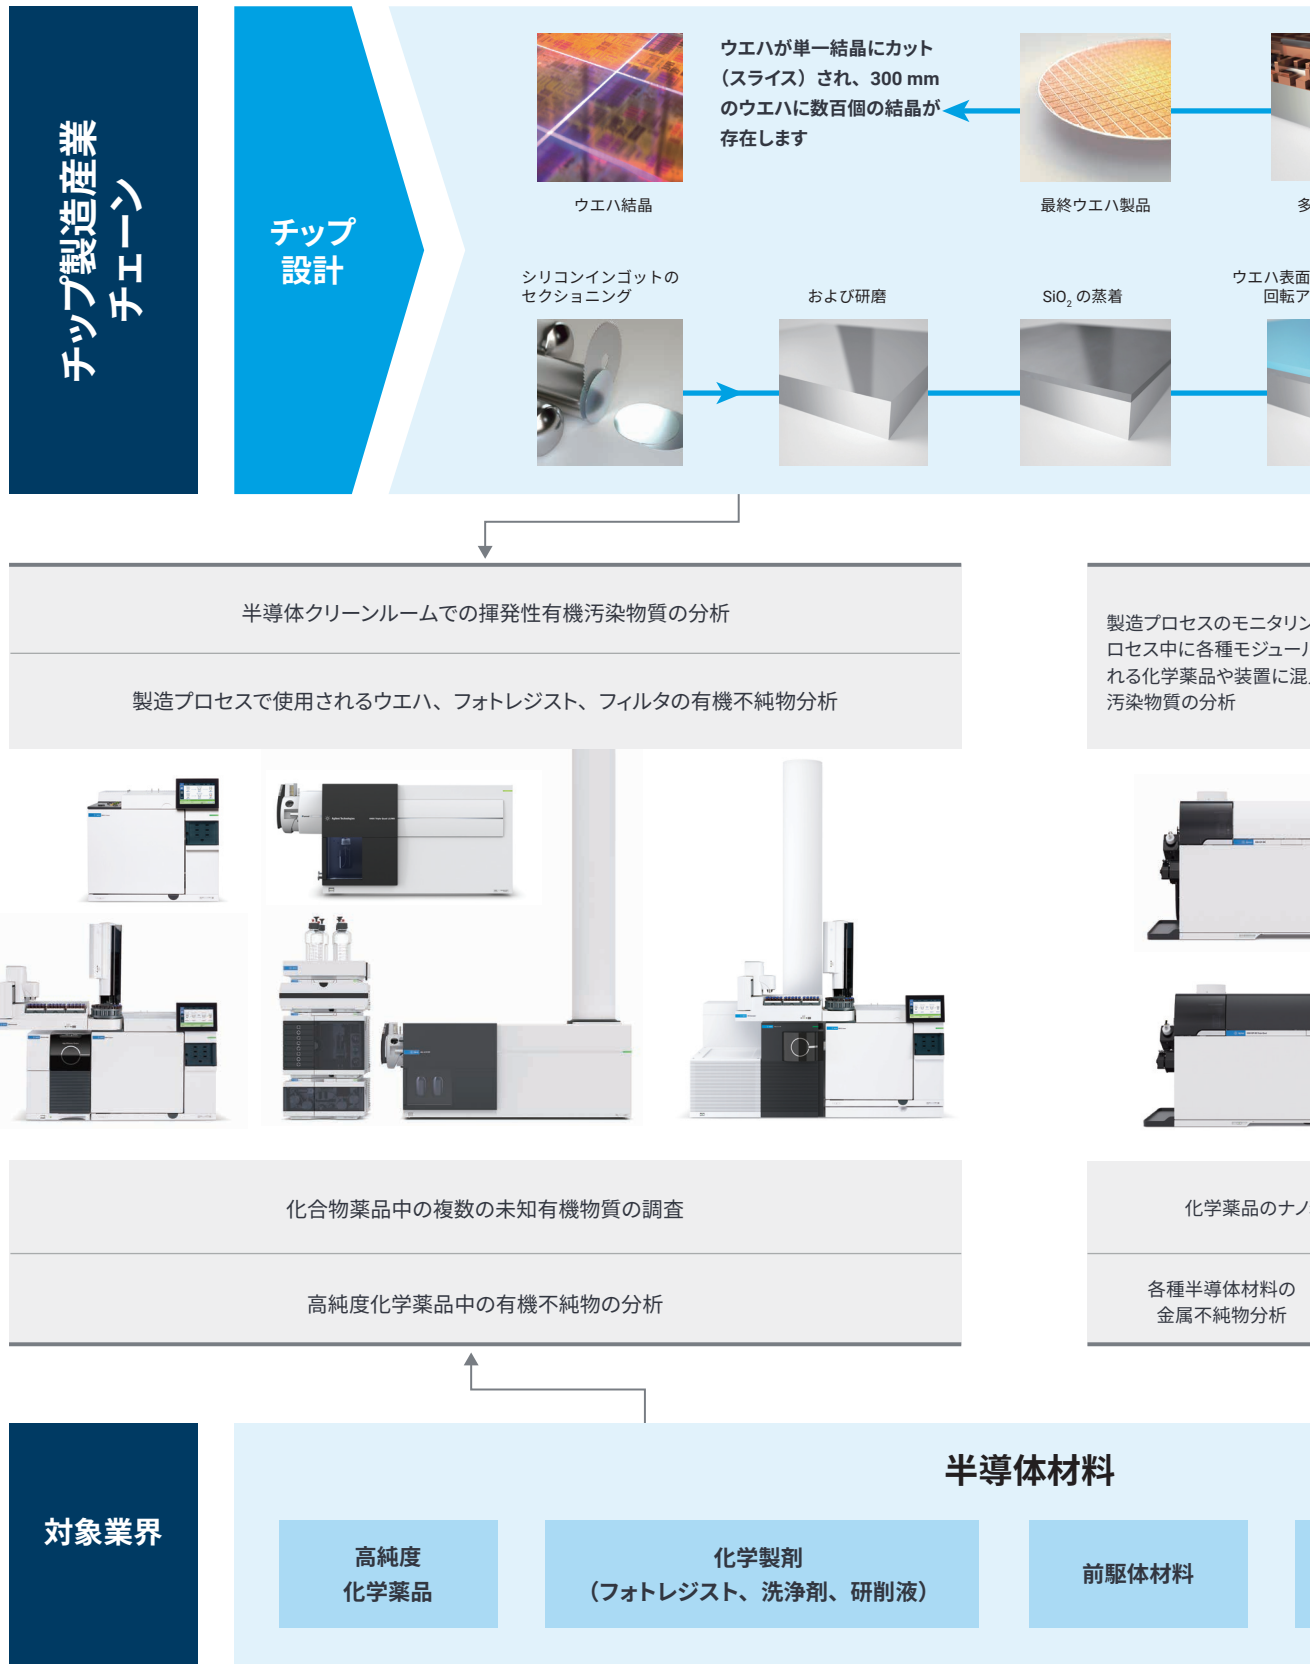 チップ製造産業
チェーン
チップ
設計
ウエハ結晶
ウエハが単一結晶にカット
（スライス）され、300 mm
のウエハに数百個の結晶が
存在します
最終ウエハ製品
多
シリコンインゴットの
セクショニング
および研磨
SiO₂ の蒸着
ウエハ表面
回転ア
半導体クリーンルームでの揮発性有機汚染物質の分析
製造プロセスで使用されるウエハ、フォトレジスト、フィルタの有機不純物分析
製造プロセスのモニタリン
ロセス中に各種モジュール
れる化学薬品や装置に混
汚染物質の分析
Agilent Technologies
化合物薬品中の複数の未知有機物質の調査
高純度化学薬品中の有機不純物の分析
化学薬品のナノ
各種半導体材料の
金属不純物分析
対象業界
半導体材料
高純度
化学薬品
化学製剤
（フォトレジスト、洗浄剤、研削液）
前駆体材料